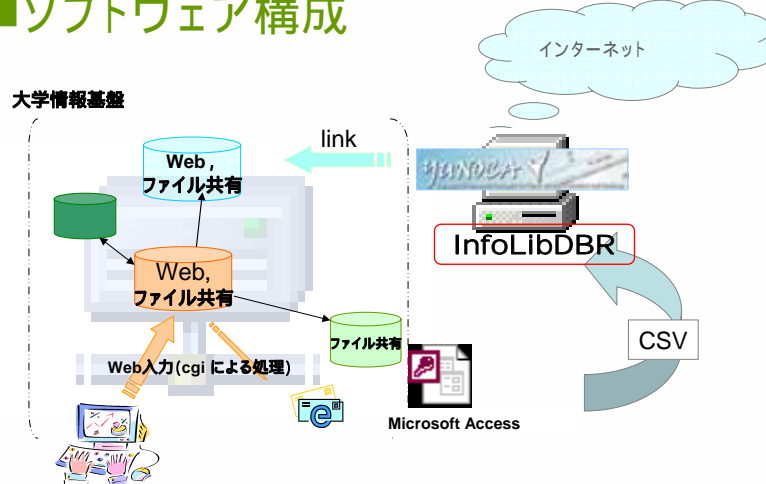 ■ソフトウェア構成
インターネット
大学情報基盤
link
Web ,
ファイル共有
YUNOCA
InfoLibDBR
Web,
ファイル共有
ファイル共有
CSV
Web入力(cgi による処理)
Microsoft Access